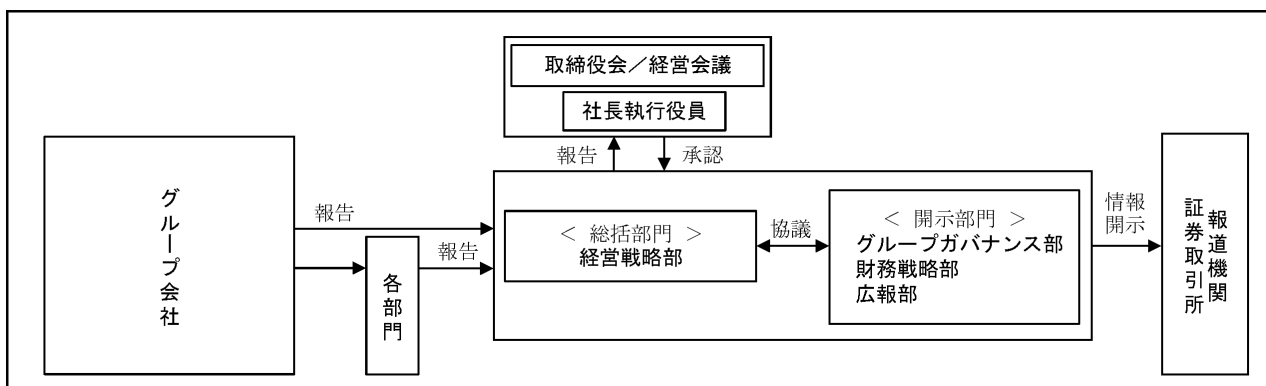 取締役会／経営会議
社長執行役員
報告
承認
グループ会社
報告
各部門
報告
＜ 総括部門 ＞
経営戦略部
協議
＜ 開示部門 ＞
グループガバナンス部
財務戦略部
広報部
情報
開示
報道機関
証券取引所